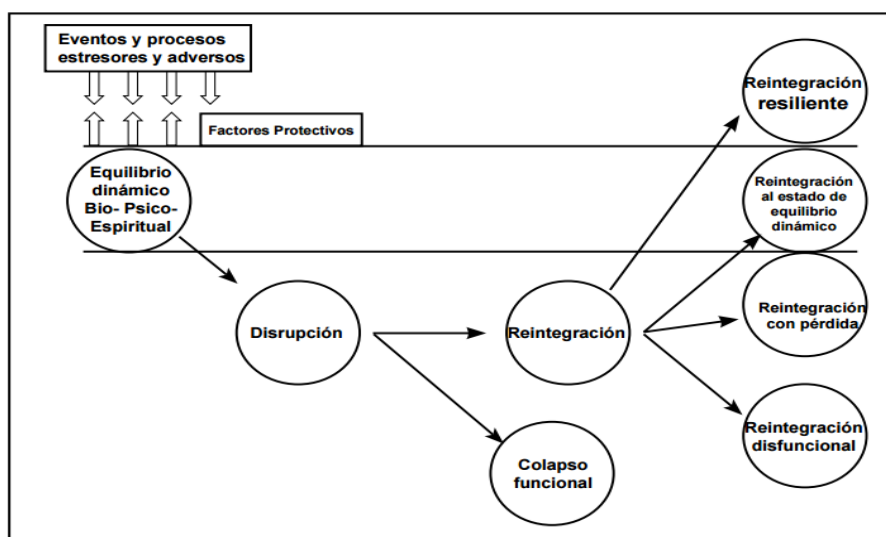 Eventos y procesos
estresores y adversos
Factores Protectivos
Equilibrio
dinámico
Bio- Psico-
Espiritual
Disrupción
Reintegración
Colapso
funcional
Reintegración
resiliente
Reintegración
al estado de
equilibrio
dinámico
Reintegración
con pérdida
Reintegración
disfuncional